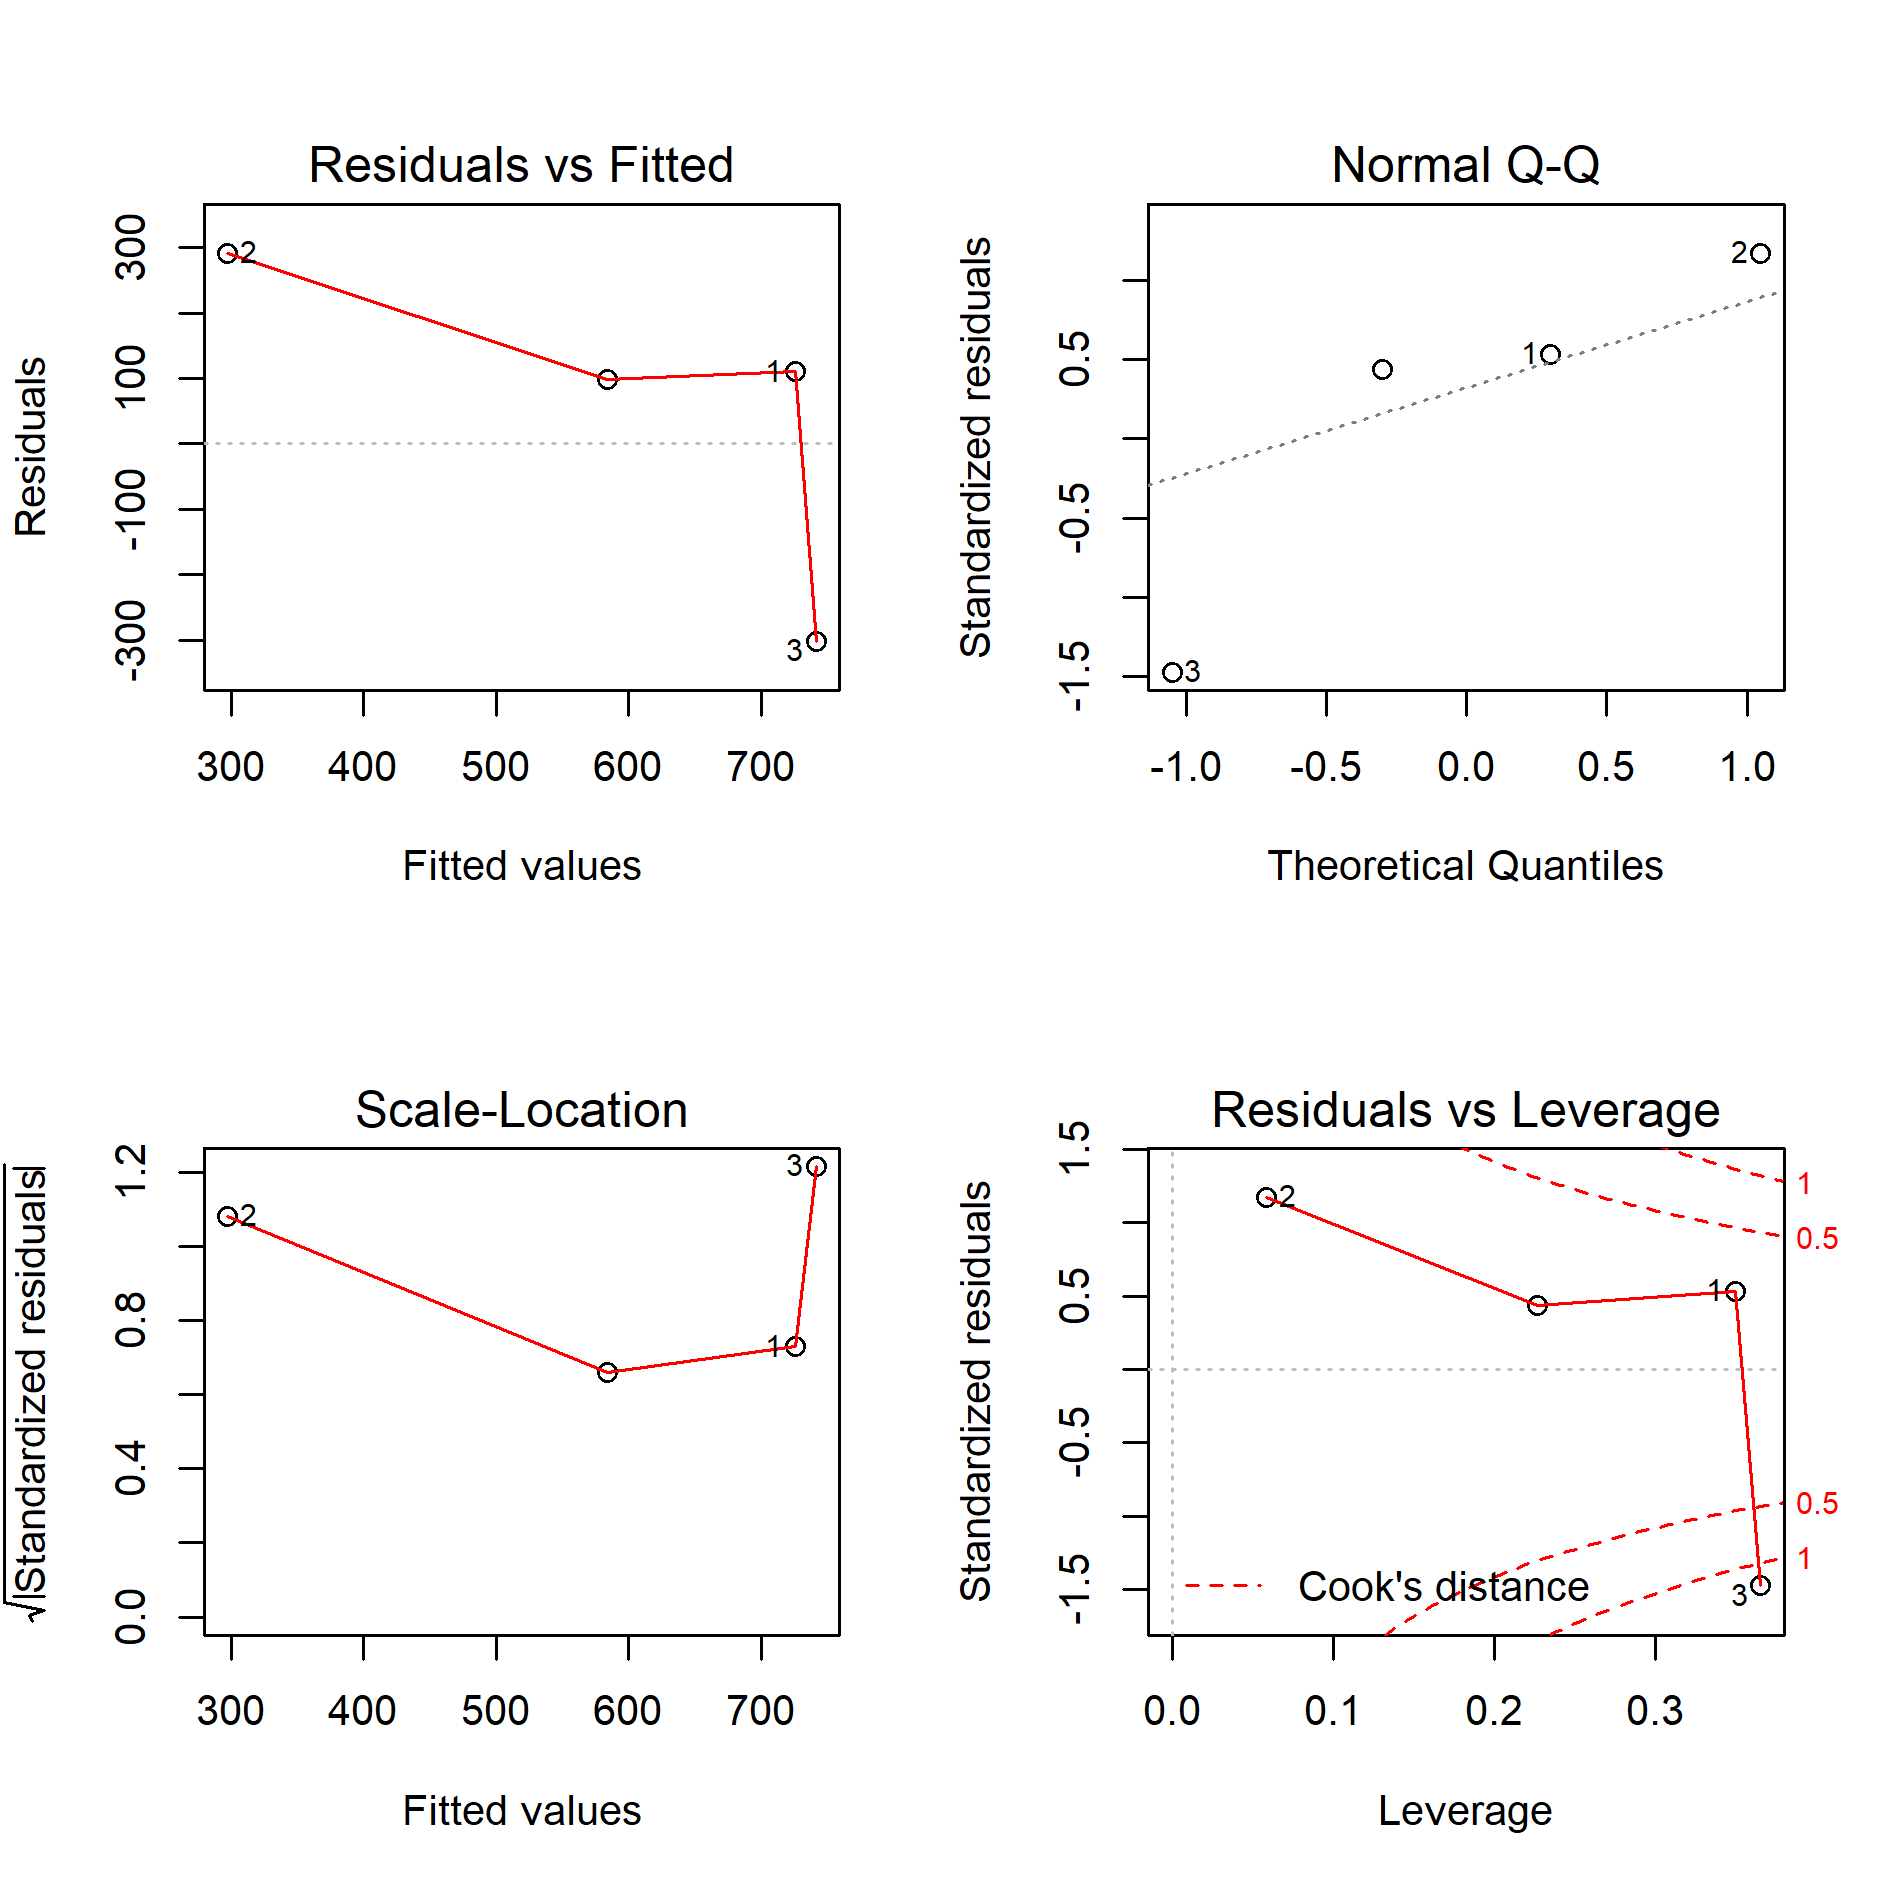 Residuals vs Fitted
Residuals
300
100
-100
-300
2
1
3
300 400 500 600 700
Fitted values
Normal Q-Q
Standardized residuals
0.5
-0.5
-1.5
2
1
3
-1.0 -0.5 0.0 0.5 1.0
Theoretical Quantiles
Scale-Location
√|Standardized residuals|
1.2
0.8
0.4
0.0
3
2
1
300 400 500 600 700
Fitted values
Residuals vs Leverage
Standardized residuals
1.5
0.5
-0.5
-1.5
1
0.5
0.5
1
2
1
3
Cook's distance
0.0 0.1 0.2 0.3
Leverage